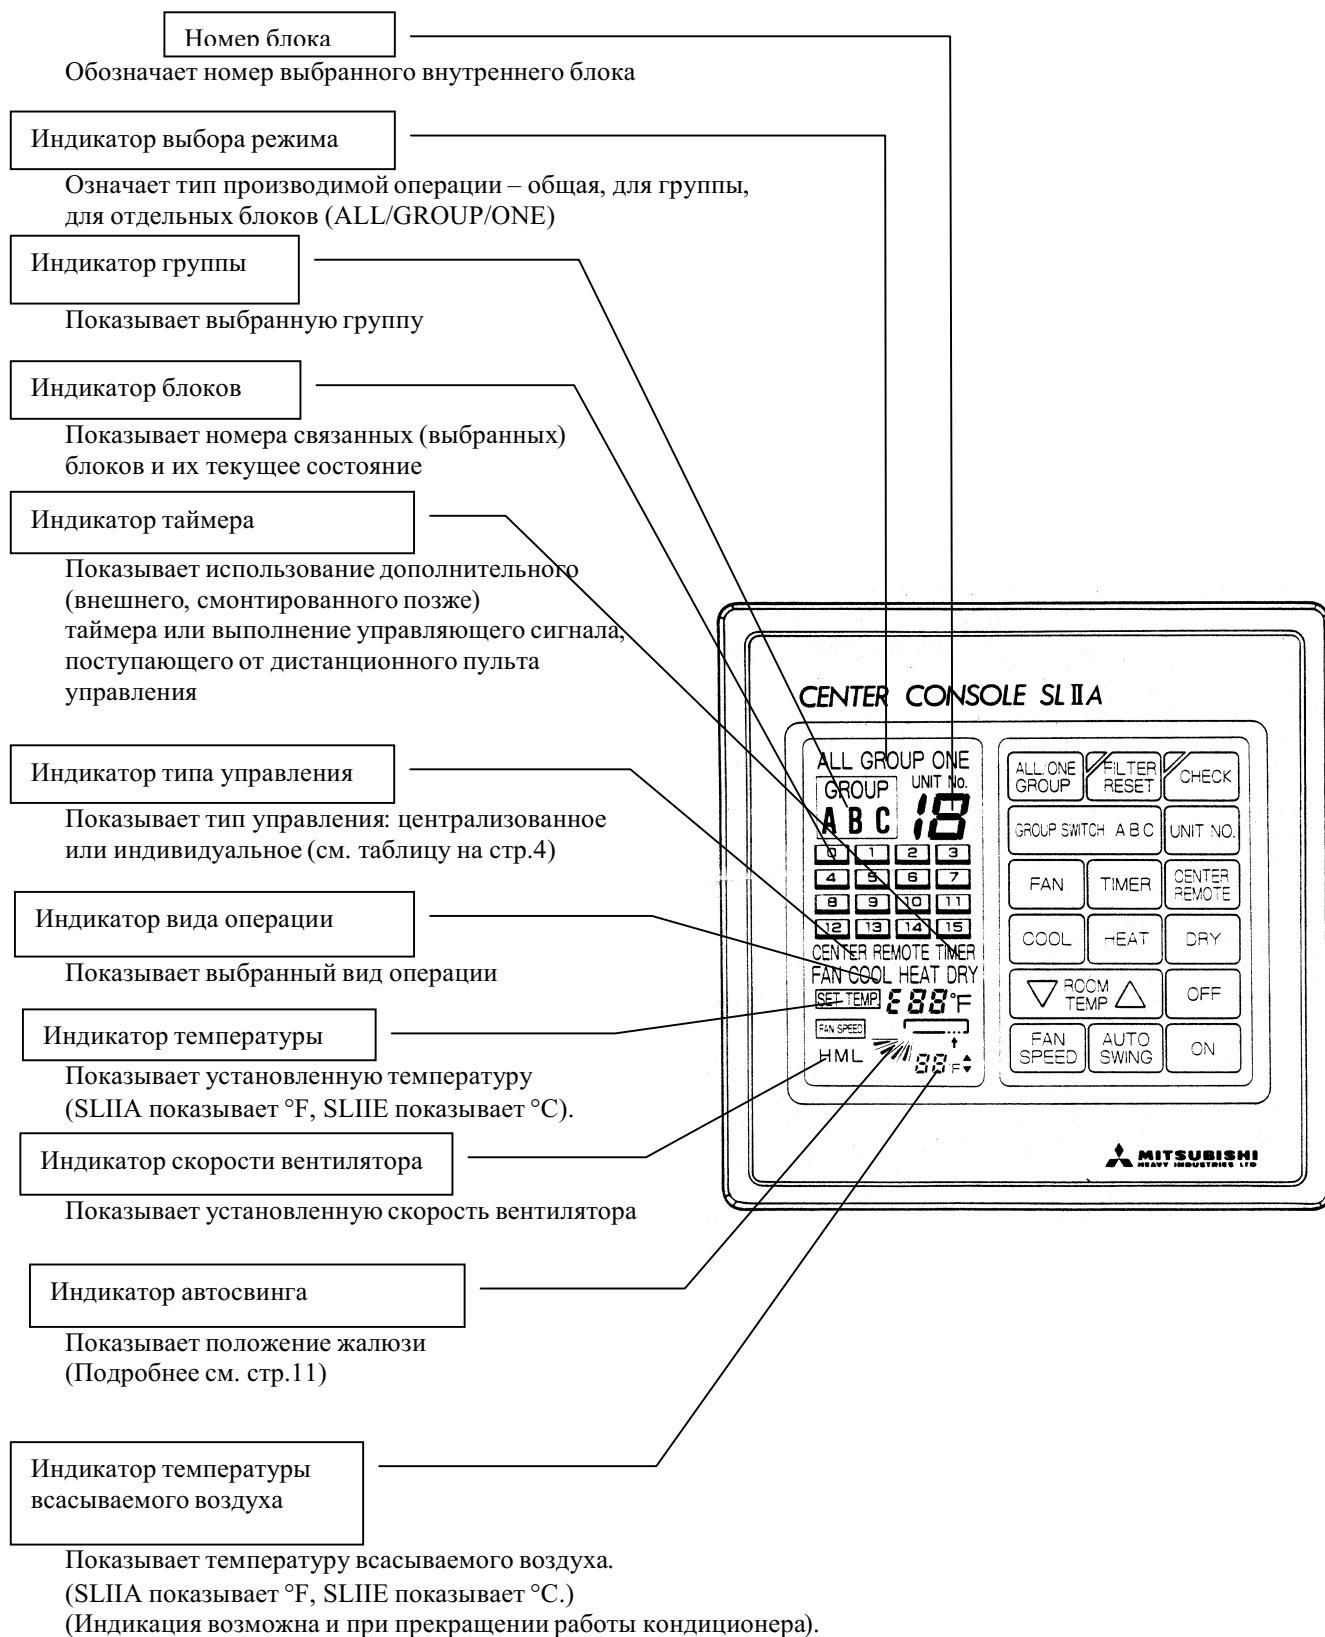 Номер блока
Обозначает номер выбранного внутреннего блока
Индикатор выбора режима
Означает тип производимой операции – общая, для группы,
для отдельных блоков (ALL/GROUP/ONE)
Индикатор группы
Показывает выбранную группу
Индикатор блоков
Показывает номера связанных (выбранных)
блоков и их текущее состояние
Индикатор таймера
Показывает использование дополнительного
(внешнего, смонтированного позже)
таймера или выполнение управляющего сигнала,
поступающего от дистанционного пульта
управления
Индикатор типа управления
Показывает тип управления: централизованное
или индивидуальное (см. таблицу на стр.4)
Индикатор вида операции
Показывает выбранный вид операции
Индикатор температуры
Показывает установленную температуру
(SLIIA показывает °F, SLIIE показывает °C).
Индикатор скорости вентилятора
Показывает установленную скорость вентилятора
Индикатор автосвинга
Показывает положение жалюзи
(Подробнее см. стр.11)
Индикатор температуры
всасываемого воздуха
Показывает температуру всасываемого воздуха.
(SLIIA показывает °F, SLIIE показывает °C.)
(Индикация возможна и при прекращении работы кондиционера).
CENTER CONSOLE SLⅡA
ALL GROUP ONE
GROUP
UNIT No.
A B C
18
0 1 2 3
4 5 6 7
8 9 10 11
12 13 14 15
CENTER REMOTE TIMER
FAN COOL HEAT DRY
SET TEMP. E88°F
FAN SPEED
HML
88°F
ALL/ONE
GROUP
FILTER
RESET
CHECK
GROUP SWITCH A B C
UNIT NO.
FAN
TIMER
CENTER
REMOTE
COOL
HEAT
DRY
ROOM
TEMP
OFF
FAN
SPEED
AUTO
SWING
ON
MITSUBISHI
HEAVY INDUSTRIES LTD